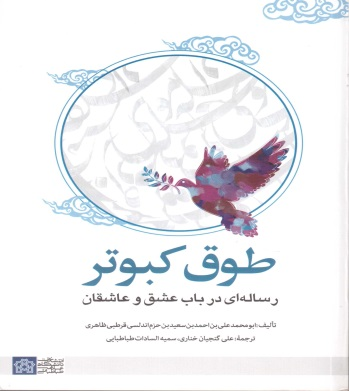 طوق کبوتر
رساله‌ای در باب عشق و عاشقان
تألیف: ابومحمد علی بن احمد بن سعید بن حزم اندلسی قرطبی ظاهری
ترجمه: علی گنجیان خناری، سمیه السادات طباطبایی